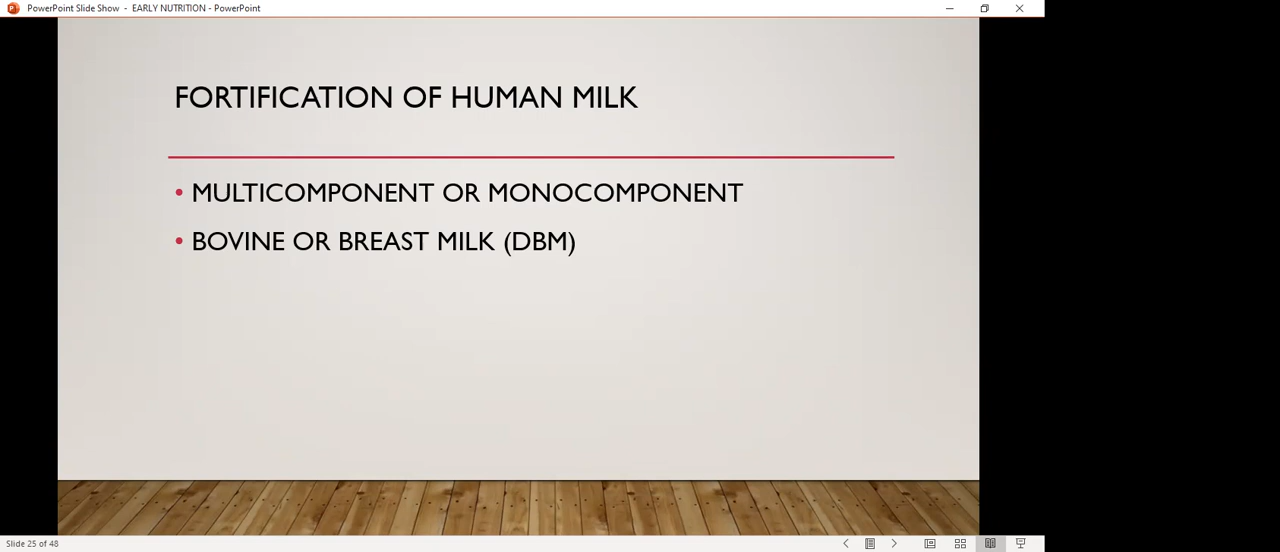 PowerPoint Slide Show - EARLY NUTRITION - PowerPoint
FORTIFICATION OF HUMAN MILK
• MULTICOMPONENT OR MONOCOMPONENT
• BOVINE OR BREAST MILK (DBM)
Slide 25 of 48